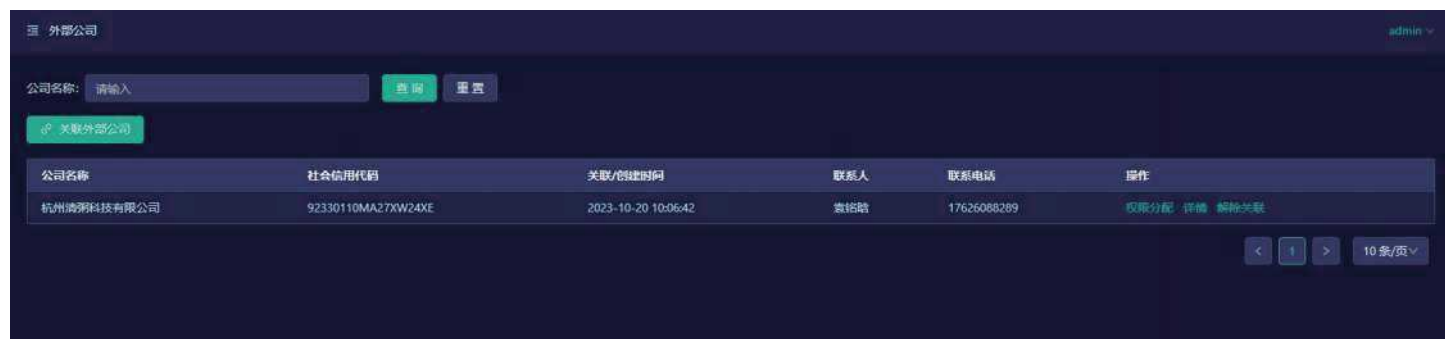 外部公司 admin
公司名称: 请输入 查询 重置
关联外部公司
公司名称 社会信用代码 关联/创建时间 联系人 联系电话 操作
杭州清粥科技有限公司 92330110MA27XW24XE 2023-10-20 10:06:42 袁铭晗 17626088289 权限分配 详情 解除关联
< 1 > 10 条/页